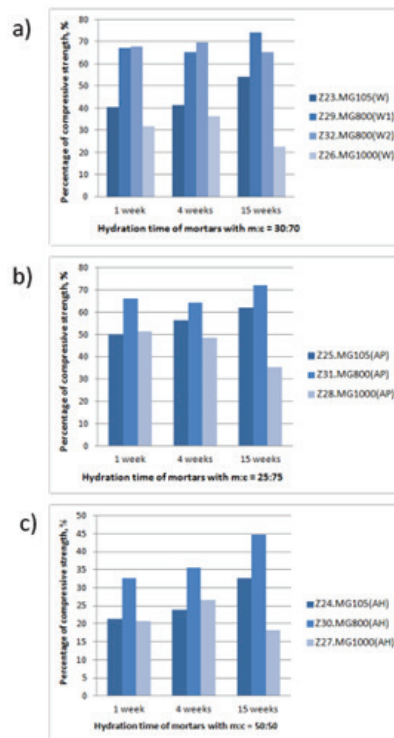 a)
Percentage of compressive strength, %
80
70
60
50
40
30
20
10
0
1 week 4 weeks 15 weeks
Hydration time of mortars with m:c = 30:70
Z23.MG105(W)
Z29.MG800(W1)
Z32.MG800(W2)
Z26.MG1000(W)
b)
Percentage of compressive strength, %
80
70
60
50
40
30
20
10
0
1 week 4 weeks 15 weeks
Hydration time of mortars with m:c = 25:75
Z25.MG105(AP)
Z31.MG800(AP)
Z28.MG1000(AP)
c)
Percentage of compressive strength, %
50
45
40
35
30
25
20
15
10
5
0
1 week 4 weeks 15 weeks
Hydration time of mortars with m:c = 50:50
Z24.MG105(AH)
Z30.MG800(AH)
Z27.MG1000(AH)